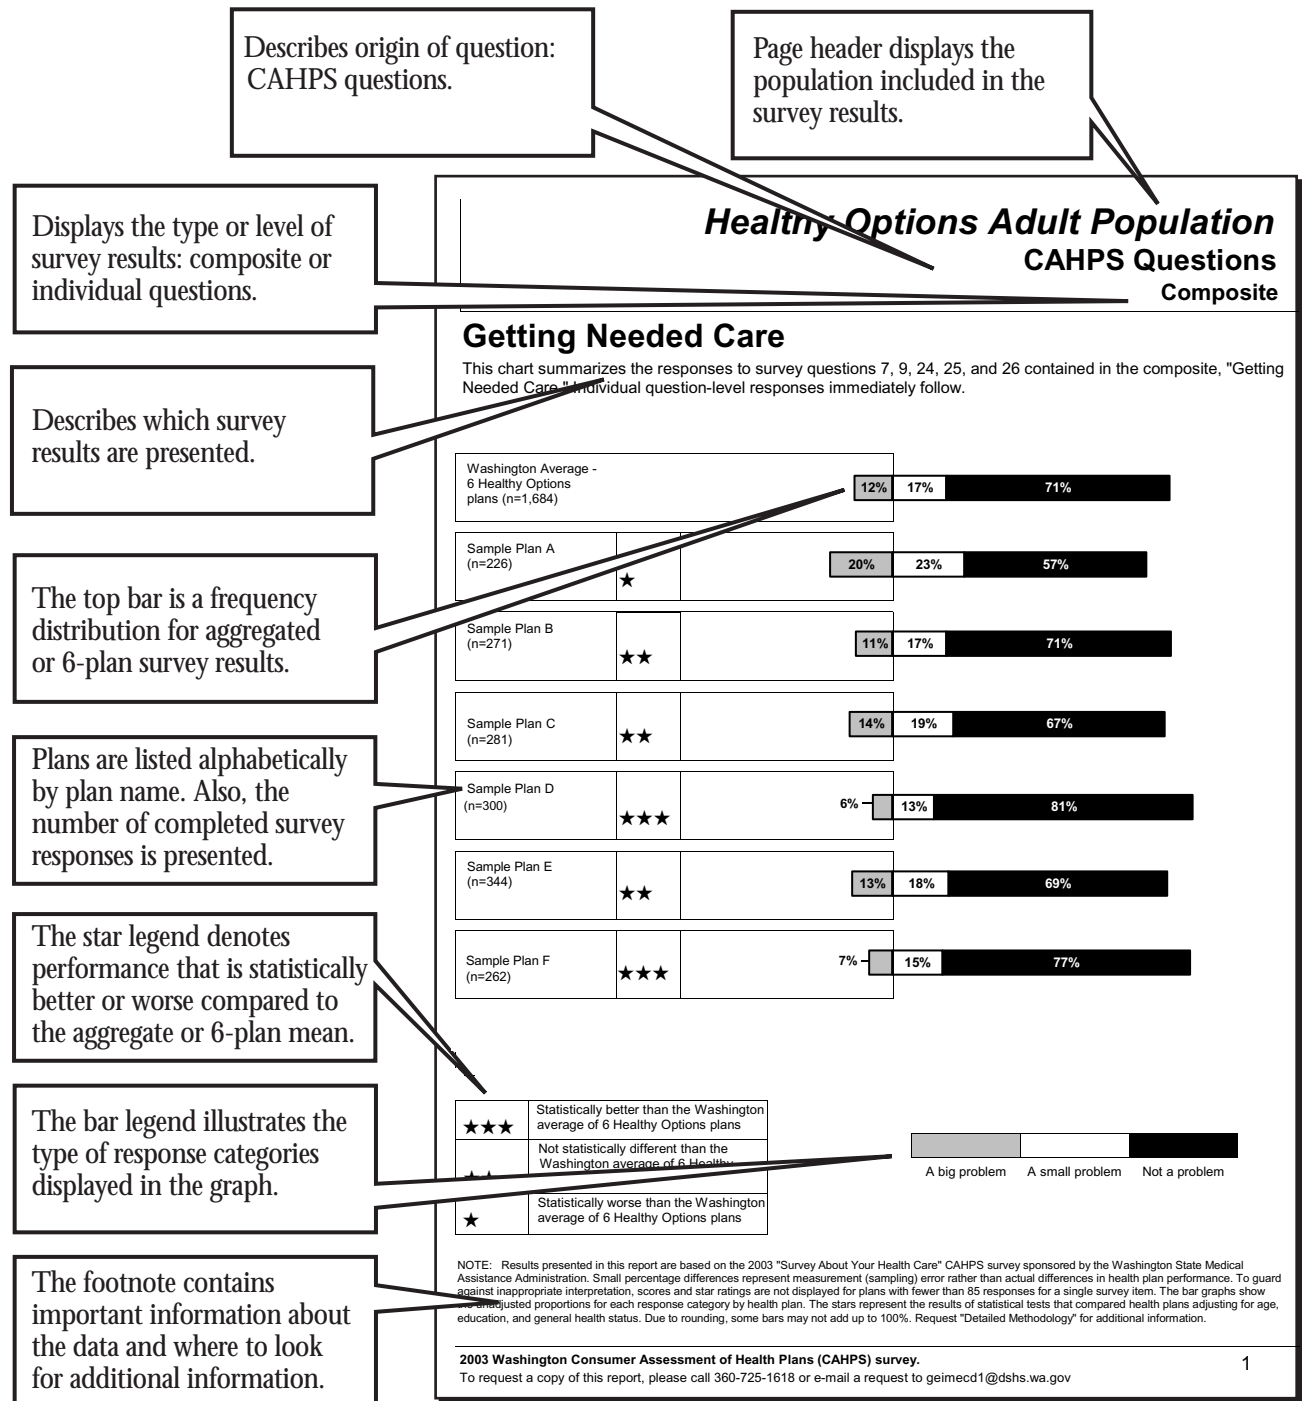 Describes origin of question:
CAHPS questions.
Page header displays the
population included in the
survey results.
Displays the type or level of
survey results: composite or
individual questions.
Describes which survey
results are presented.
The top bar is a frequency
distribution for aggregated
or 6-plan survey results.
Plans are listed alphabetically
by plan name. Also, the
number of completed survey
responses is presented.
The star legend denotes
performance that is statistically
better or worse compared to
the aggregate or 6-plan mean.
The bar legend illustrates the
type of response categories
displayed in the graph.
The footnote contains
important information about
the data and where to look
for additional information.
Healthy Options Adult Population
CAHPS Questions
Composite
Getting Needed Care
This chart summarizes the responses to survey questions 7, 9, 24, 25, and 26 contained in the composite, "Getting
Needed Care." Individual question-level responses immediately follow.
Washington Average -
6 Healthy Options
plans (n=1,684)
12% 17% 71%
Sample Plan A
(n=226)
★
20% 23% 57%
Sample Plan B
(n=271)
★★
11% 17% 71%
Sample Plan C
(n=281)
★★
14% 19% 67%
Sample Plan D
(n=300)
★★★
6% 13% 81%
Sample Plan E
(n=344)
★★
13% 18% 69%
Sample Plan F
(n=262)
★★★
7% 15% 77%
★★★
Statistically better than the Washington
average of 6 Healthy Options plans
★★
Not statistically different than the
Washington average of 6 Healthy
★
Statistically worse than the Washington
average of 6 Healthy Options plans
A big problem A small problem Not a problem
NOTE: Results presented in this report are based on the 2003 "Survey About Your Health Care" CAHPS survey sponsored by the Washington State Medical
Assistance Administration. Small percentage differences represent measurement (sampling) error rather than actual differences in health plan performance. To guard
against inappropriate interpretation, scores and star ratings are not displayed for plans with fewer than 85 responses for a single survey item. The bar graphs show
the unadjusted proportions for each response category by health plan. The stars represent the results of statistical tests that compared health plans adjusting for age,
education, and general health status. Due to rounding, some bars may not add up to 100%. Request "Detailed Methodology" for additional information.
2003 Washington Consumer Assessment of Health Plans (CAHPS) survey.
To request a copy of this report, please call 360-725-1618 or e-mail a request to geimecd1@dshs.wa.gov
1